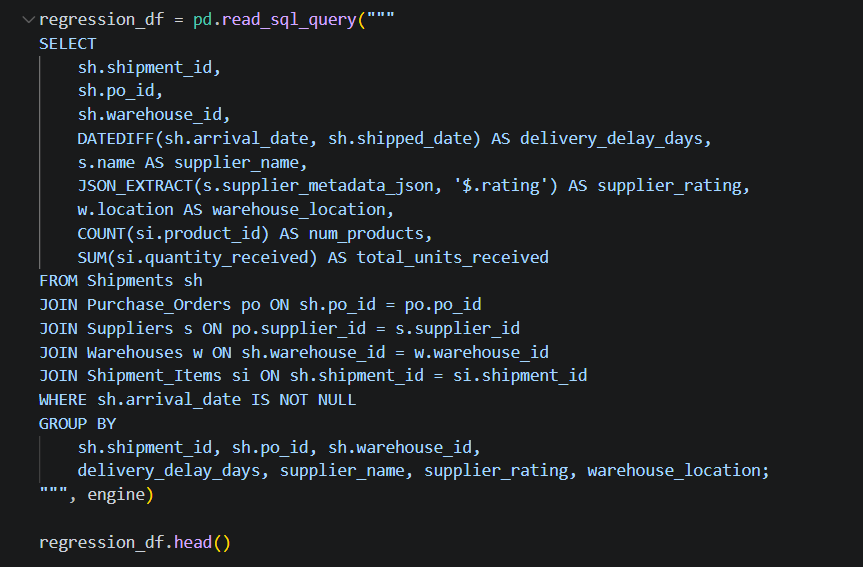 regression_df = pd.read_sql_query("""
SELECT
    sh.shipment_id,
    sh.po_id,
    sh.warehouse_id,
    DATEDIFF(sh.arrival_date, sh.shipped_date) AS delivery_delay_days,
    s.name AS supplier_name,
    JSON_EXTRACT(s.supplier_metadata_json, '$.rating') AS supplier_rating,
    w.location AS warehouse_location,
    COUNT(si.product_id) AS num_products,
    SUM(si.quantity_received) AS total_units_received
FROM Shipments sh
JOIN Purchase_Orders po ON sh.po_id = po.po_id
JOIN Suppliers s ON po.supplier_id = s.supplier_id
JOIN Warehouses w ON sh.warehouse_id = w.warehouse_id
JOIN Shipment_Items si ON sh.shipment_id = si.shipment_id
WHERE sh.arrival_date IS NOT NULL
GROUP BY
    sh.shipment_id, sh.po_id, sh.warehouse_id,
    delivery_delay_days, supplier_name, supplier_rating, warehouse_location;
""", engine)

regression_df.head()